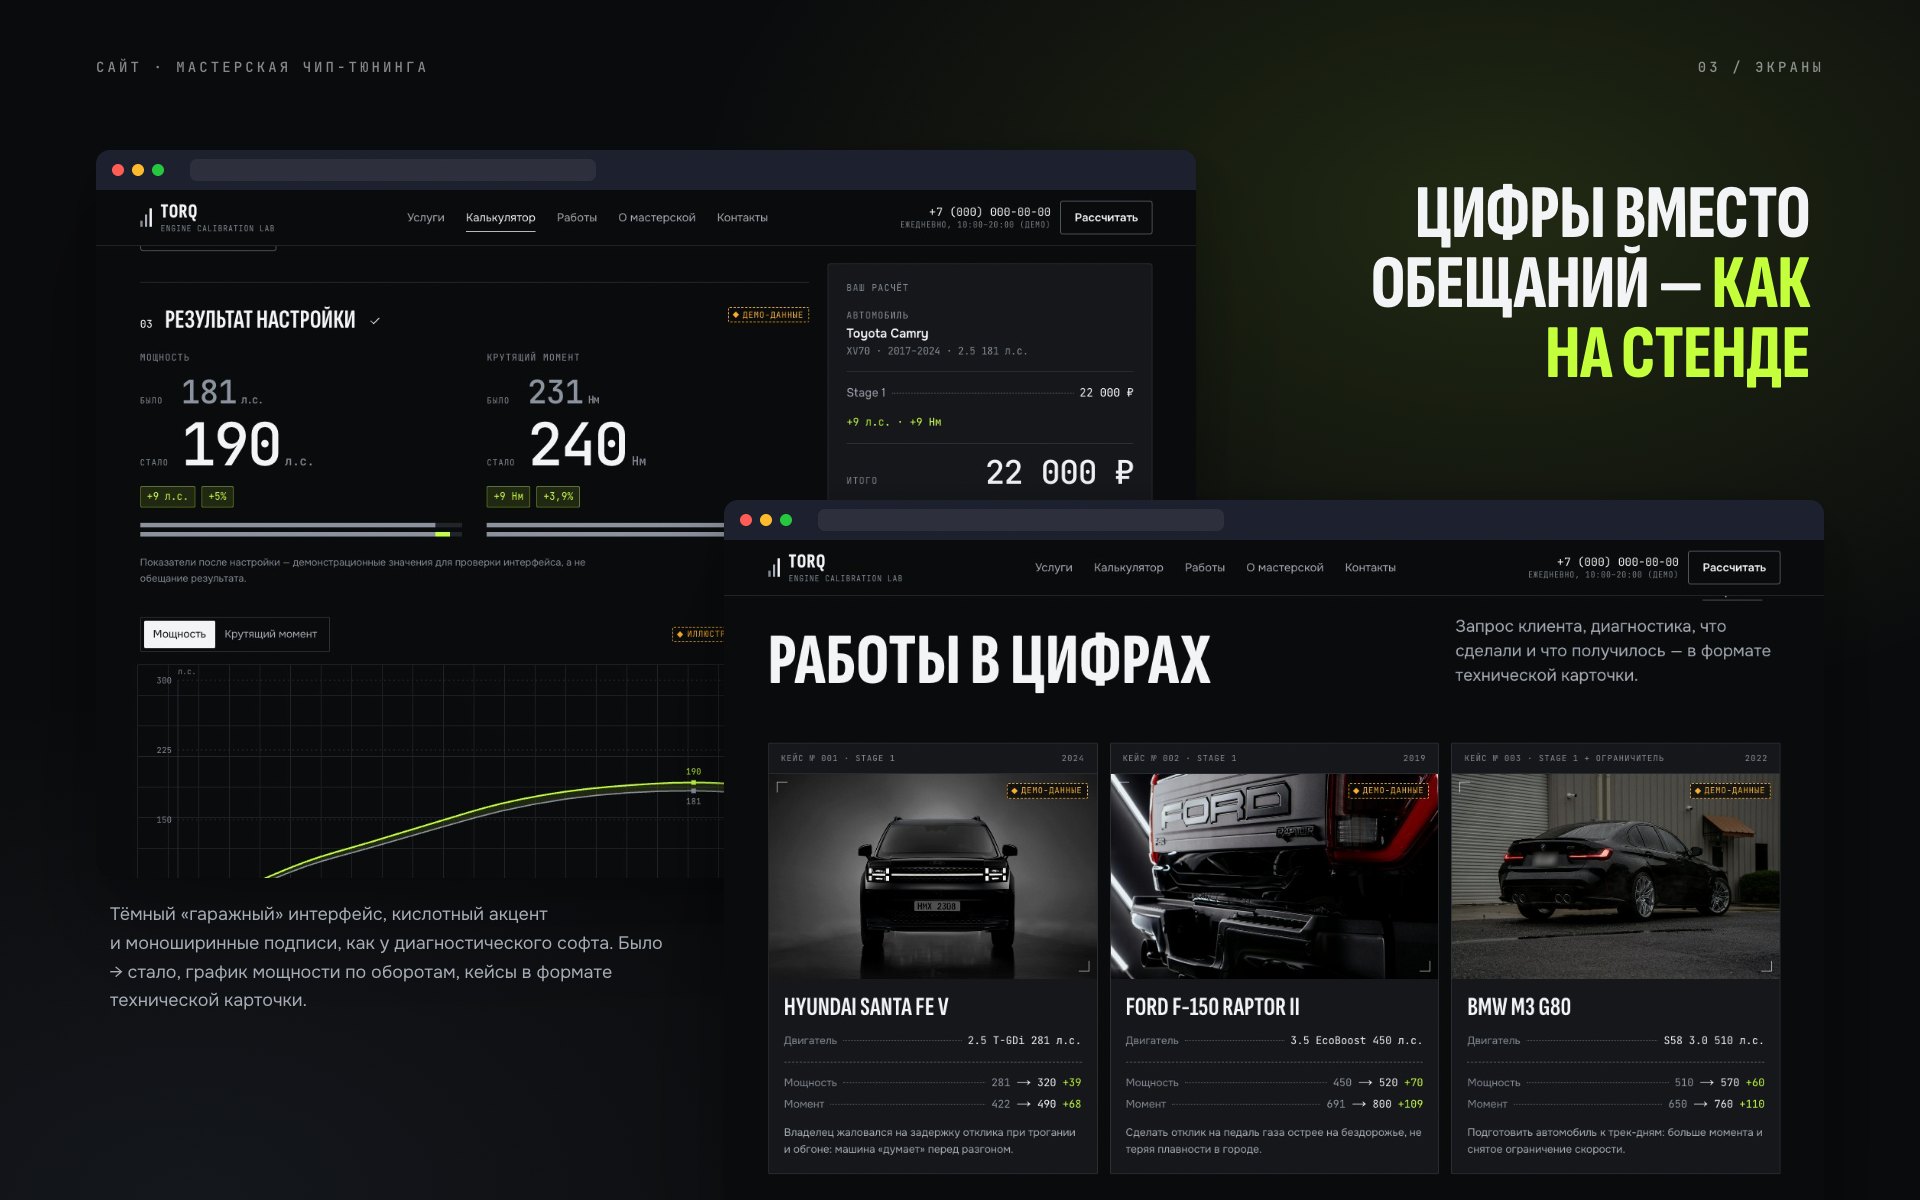 САЙТ · МАСТЕРСКАЯ ЧИП-ТЮНИНГА
03 / ЭКРАНЫ
ЦИФРЫ ВМЕСТО
ОБЕЩАНИЙ — КАК
НА СТЕНДЕ
TORQ
ENGINE CALIBRATION LAB
Услуги
Калькулятор
Работы
О мастерской
Контакты
+7 (000) 000-00-00
ЕЖЕДНЕВНО, 10:00–20:00 (ДЕМО)
Рассчитать
03 РЕЗУЛЬТАТ НАСТРОЙКИ ✓
◆ ДЕМО-ДАННЫЕ
МОЩНОСТЬ
БЫЛО 181 л.с.
СТАЛО 190 л.с.
+9 л.с. +5%
КРУТЯЩИЙ МОМЕНТ
БЫЛО 231 Нм
СТАЛО 240 Нм
+9 Нм +3,9%
Показатели после настройки — демонстрационные значения для проверки интерфейса, а не
обещание результата.
ВАШ РАСЧЁТ
АВТОМОБИЛЬ
Toyota Camry
XV70 · 2017–2024 · 2.5 181 л.с.
Stage 1 22 000 ₽
+9 л.с. · +9 Нм
ИТОГО 22 000 ₽
Мощность
Крутящий момент
◆ ИЛЛЮСТР
л.с.
300
225
150
190
181
Тёмный «гаражный» интерфейс, кислотный акцент
и моноширинные подписи, как у диагностического софта. Было
→ стало, график мощности по оборотам, кейсы в формате
технической карточки.
TORQ
ENGINE CALIBRATION LAB
Услуги
Калькулятор
Работы
О мастерской
Контакты
+7 (000) 000-00-00
ЕЖЕДНЕВНО, 10:00–20:00 (ДЕМО)
Рассчитать
РАБОТЫ В ЦИФРАХ
Запрос клиента, диагностика, что
сделали и что получилось — в формате
технической карточки.
КЕЙС № 001 · STAGE 1 2024
◆ ДЕМО-ДАННЫЕ
HMX 2308
HYUNDAI SANTA FE V
Двигатель 2.5 T-GDi 281 л.с.
Мощность 281 → 320 +39
Момент 422 → 490 +68
Владелец жаловался на задержку отклика при трогании
и обгоне: машина «думает» перед разгоном.
КЕЙС № 002 · STAGE 1 2019
◆ ДЕМО-ДАННЫЕ
FORD
RAPTOR
FORD F-150 RAPTOR II
Двигатель 3.5 EcoBoost 450 л.с.
Мощность 450 → 520 +70
Момент 691 → 800 +109
Сделать отклик на педаль газа острее на бездорожье, не
теряя плавности в городе.
КЕЙС № 003 · STAGE 1 + ОГРАНИЧИТЕЛЬ 2022
◆ ДЕМО-ДАННЫЕ
BMW M3 G80
Двигатель S58 3.0 510 л.с.
Мощность 510 → 570 +60
Момент 650 → 760 +110
Подготовить автомобиль к трек-дням: больше момента и
снятое ограничение скорости.